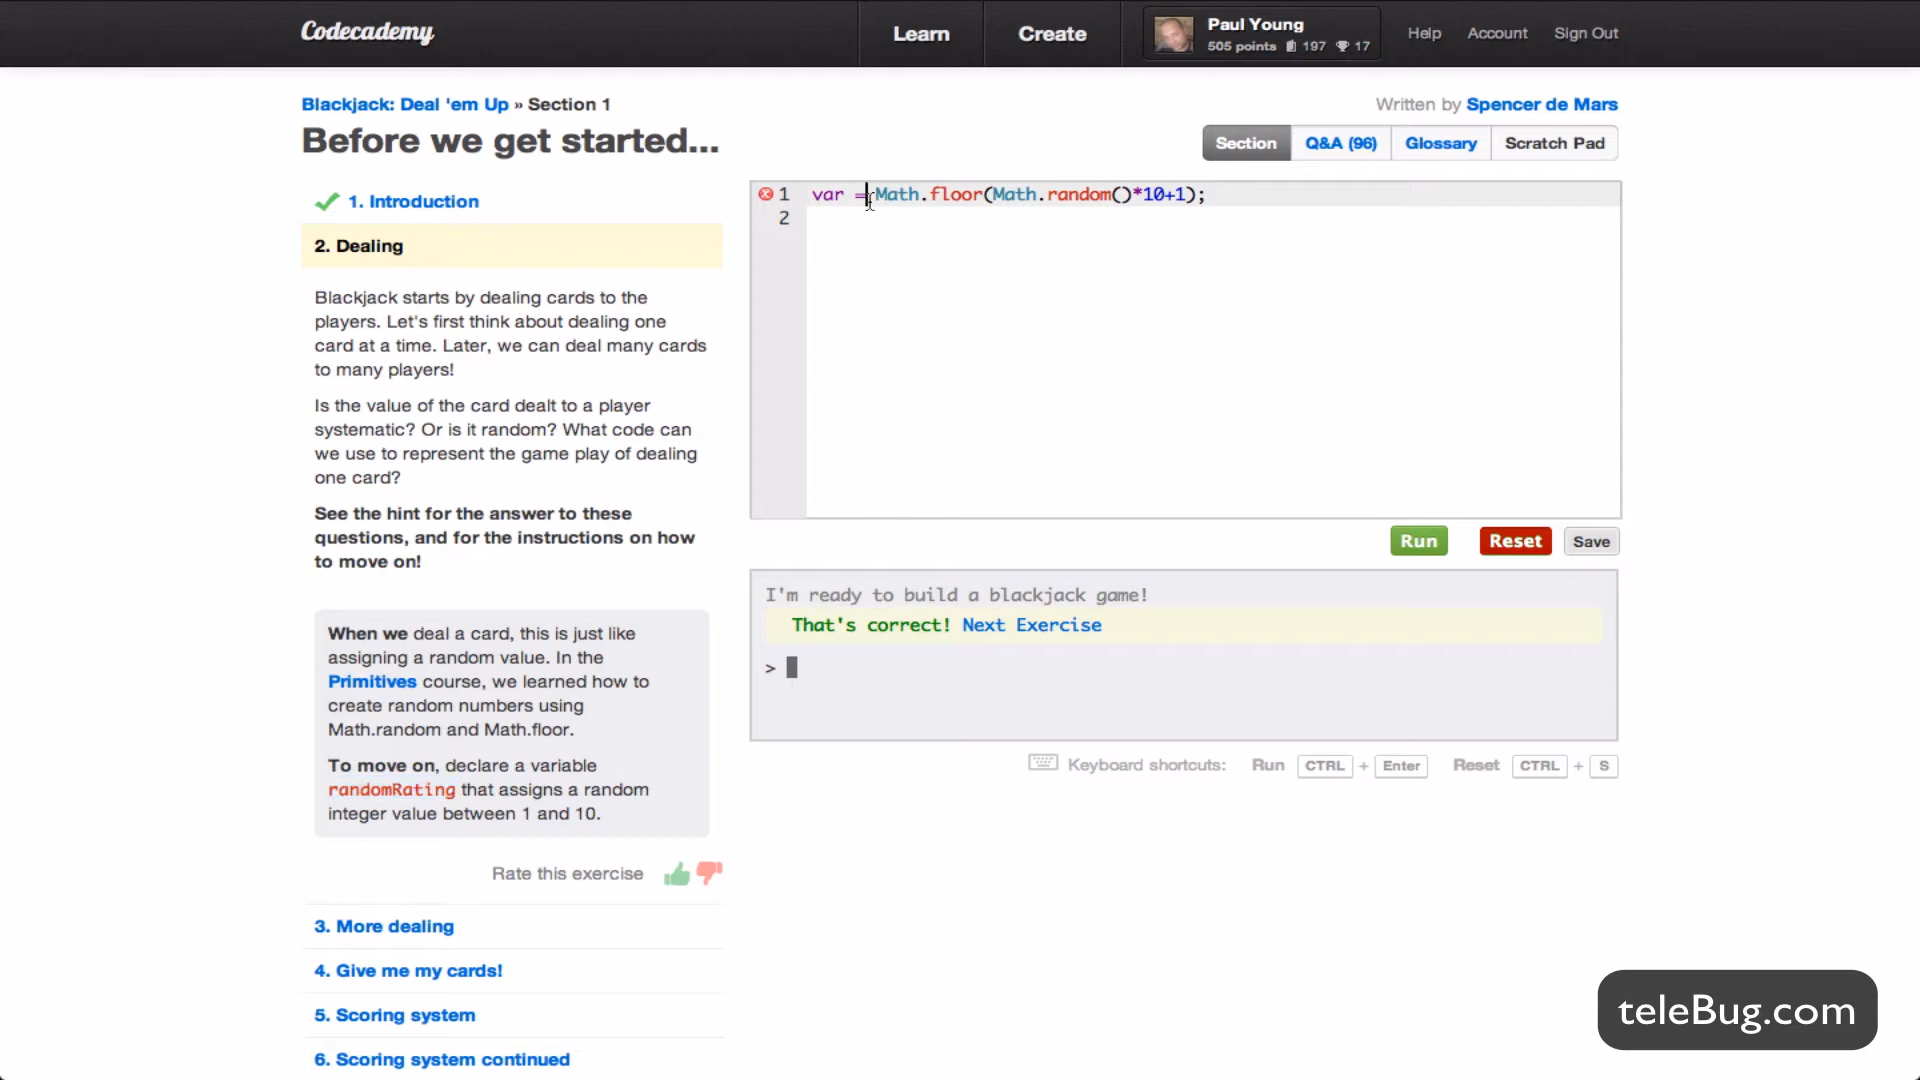 Codecademy
Learn
Create
Paul Young
505 points 197 17
Help
Account
Sign Out
Blackjack: Deal 'em Up » Section 1
Written by Spencer de Mars
Before we get started...
Section
Q&A (96)
Glossary
Scratch Pad
1. Introduction
2. Dealing
Blackjack starts by dealing cards to the
players. Let's first think about dealing one
card at a time. Later, we can deal many cards
to many players!
Is the value of the card dealt to a player
systematic? Or is it random? What code can
we use to represent the game play of dealing
one card?
See the hint for the answer to these
questions, and for the instructions on how
to move on!
When we deal a card, this is just like
assigning a random value. In the
Primitives course, we learned how to
create random numbers using
Math.random and Math.floor.
To move on, declare a variable
randomRating that assigns a random
integer value between 1 and 10.
Rate this exercise
3. More dealing
4. Give me my cards!
5. Scoring system
6. Scoring system continued
1 var = Math.floor(Math.random()*10+1);
2
Run
Reset
Save
I'm ready to build a blackjack game!
That's correct! Next Exercise
>
Keyboard shortcuts: Run CTRL + Enter Reset CTRL + S
teleBug.com